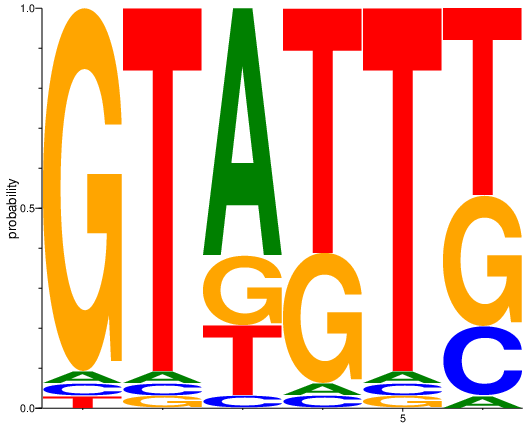 1.0
probability
0.5
0.0
5
G T A T T T
A A G G A G
C C T A C C
T G C C G A